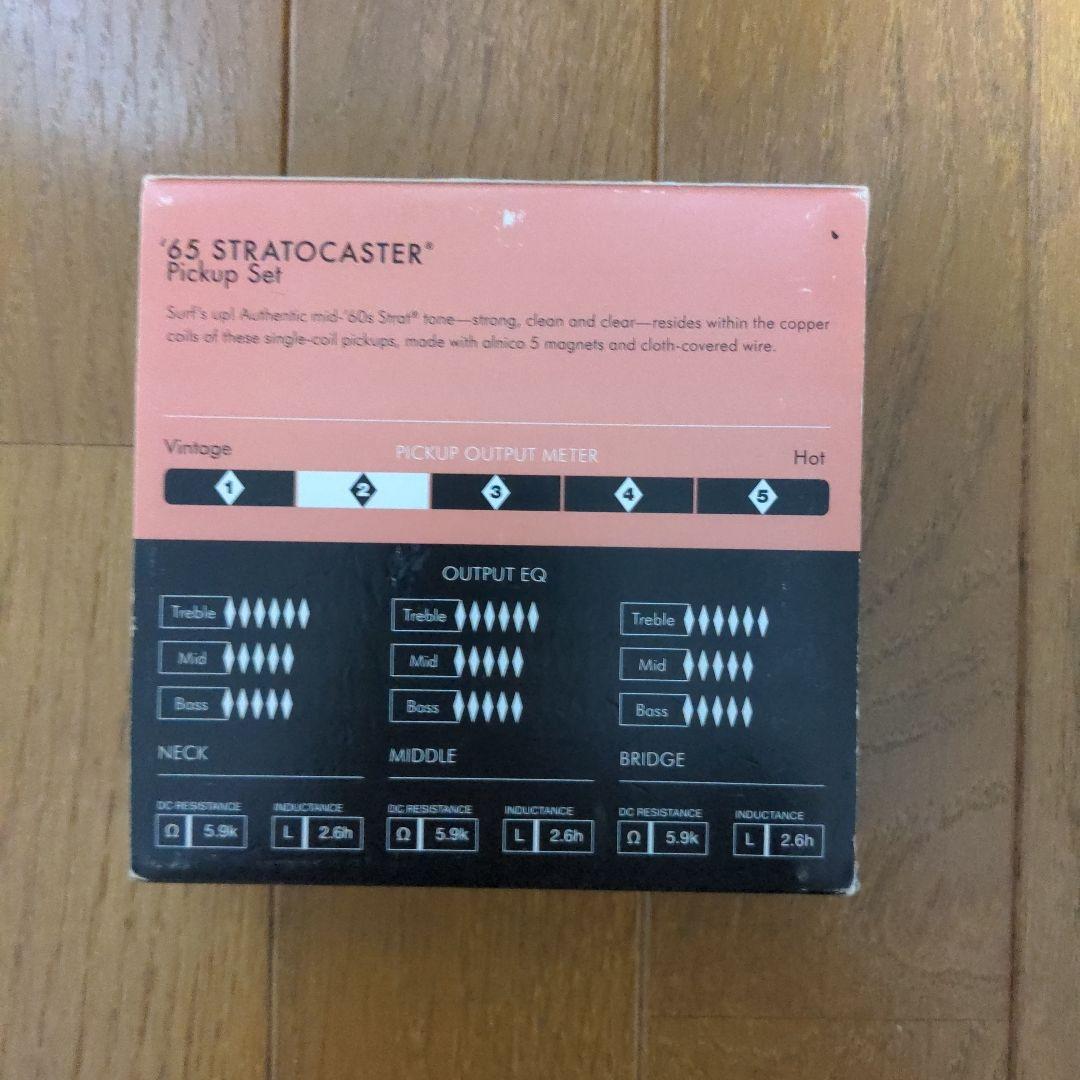 '65 STRATOCASTER®
Pickup Set
Surf's up! Authentic mid-'60s Strat® tone—strong, clean and clear—resides within the copper
coils of these single-coil pickups, made with alnico 5 magnets and cloth-covered wire.
Vintage PICKUP OUTPUT METER Hot
1 2 3 4 5
OUTPUT EQ
Treble Treble Treble
Mid Mid Mid
Bass Bass Bass
NECK MIDDLE BRIDGE
DC RESISTANCE INDUCTANCE DC RESISTANCE INDUCTANCE DC RESISTANCE INDUCTANCE
Ω 5.9k L 2.6h Ω 5.9k L 2.6h Ω 5.9k L 2.6h